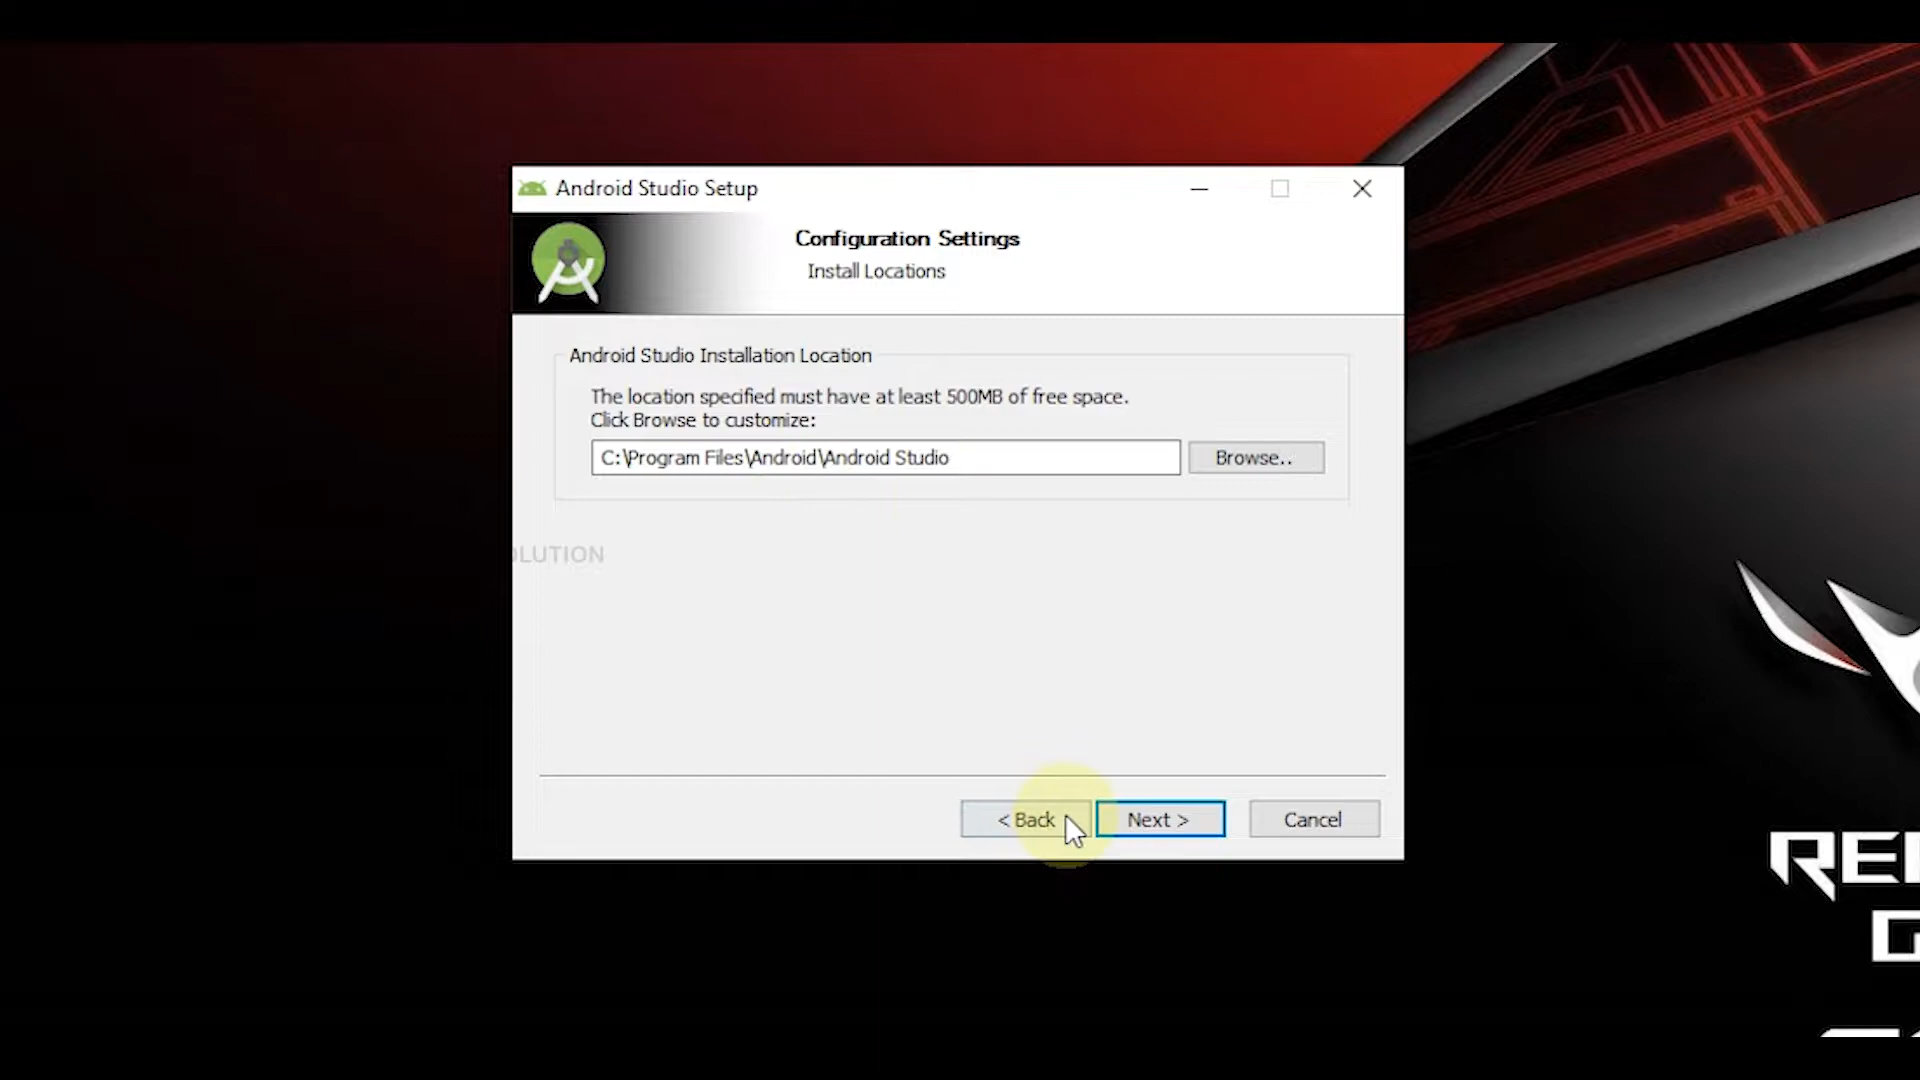 Android Studio Setup
Configuration Settings
Install Locations
Android Studio Installation Location
The location specified must have at least 500MB of free space.
Click Browse to customize:
C:\Program Files\Android\Android Studio
Browse..
OLUTION
< Back
Next >
Cancel